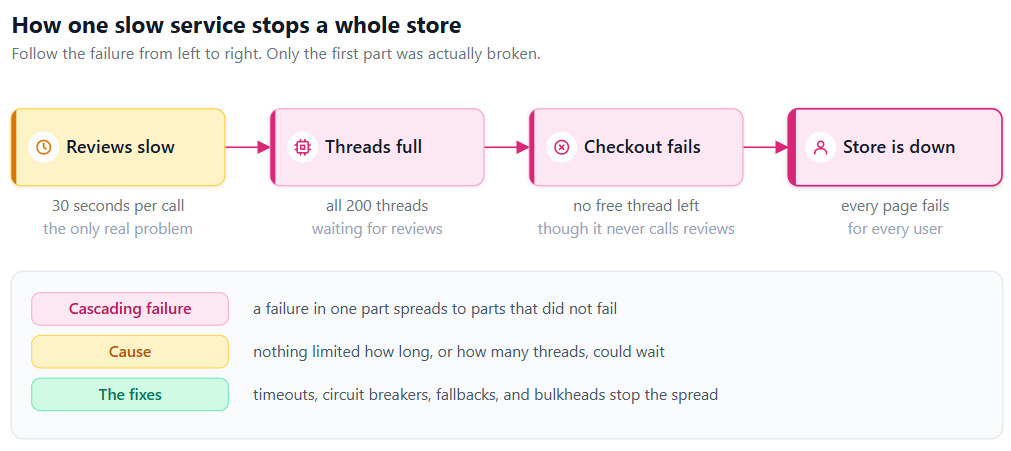 How one slow service stops a whole store
Follow the failure from left to right. Only the first part was actually broken.
Reviews slow
30 seconds per call
the only real problem
Threads full
all 200 threads
waiting for reviews
Checkout fails
no free thread left
though it never calls reviews
Store is down
every page fails
for every user
Cascading failure
a failure in one part spreads to parts that did not fail
Cause
nothing limited how long, or how many threads, could wait
The fixes
timeouts, circuit breakers, fallbacks, and bulkheads stop the spread